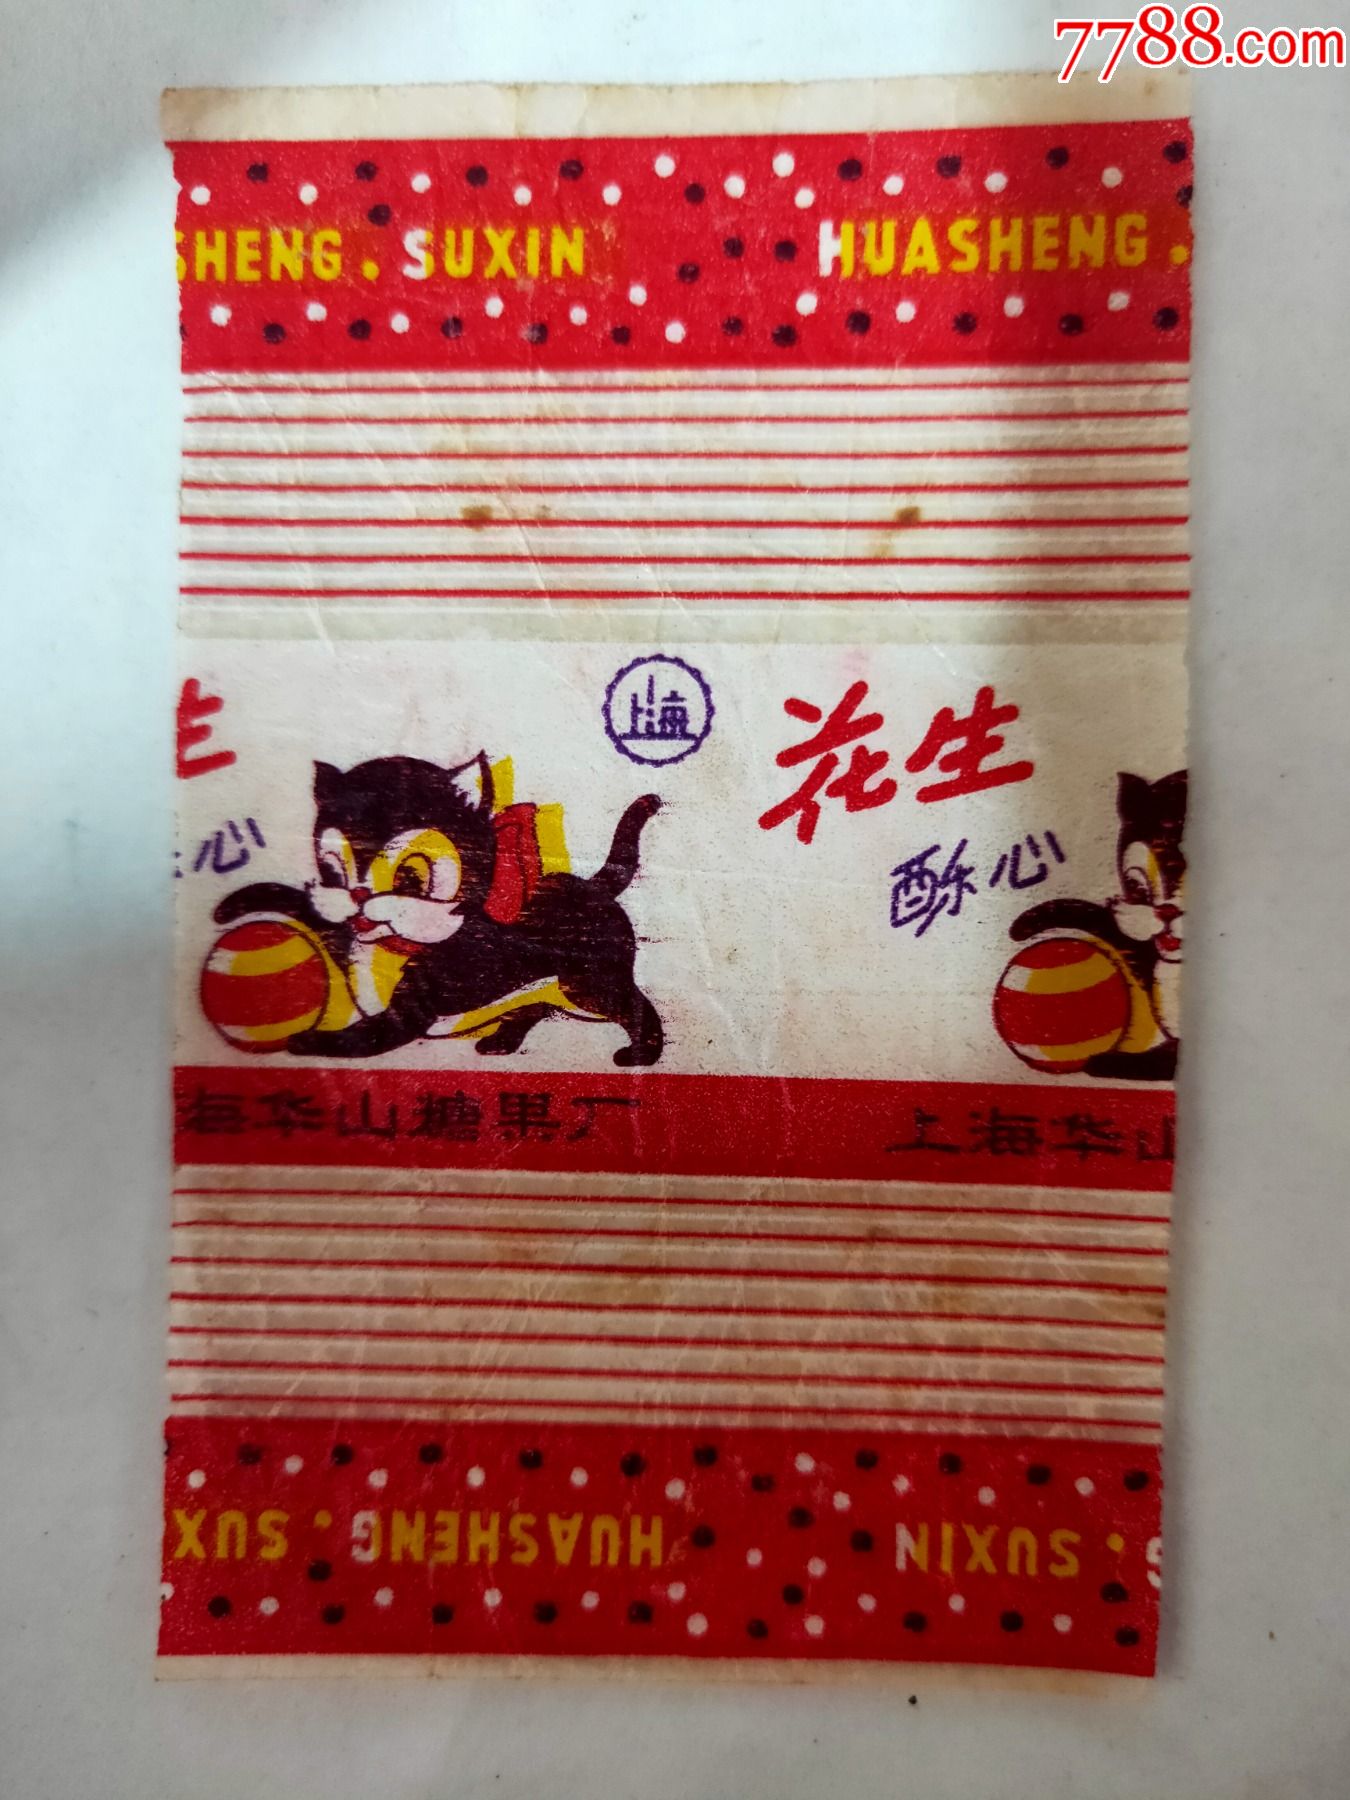 7788.com
SHENG. SUXIN HUASHENG.
上海
生 花生
心 酥心
海华山糖果厂 上海华山
HUASHENG. SUX
G. SUXIN